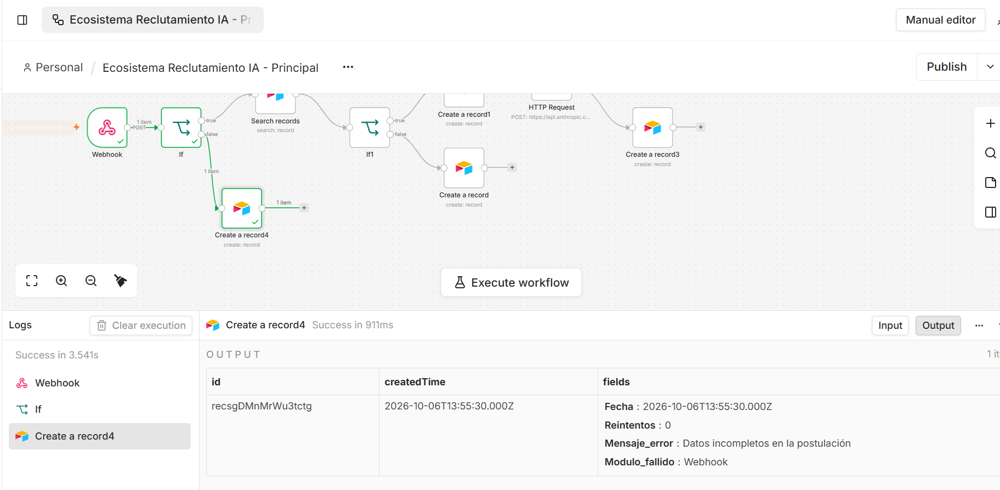 Ecosistema Reclutamiento IA - Pr
Manual editor
Personal / Ecosistema Reclutamiento IA - Principal
Publish
Webhook
1 item
POST
If
true
false
Search records
search: record
If1
true
false
Create a record1
create: record
HTTP Request
POST: https://api.anthropic.c...
Create a record3
create: record
Create a record
create: record
1 item
Create a record4
create: record
1 item
Execute workflow
Logs
Clear execution
Create a record4 Success in 911ms
Input
Output
Success in 3.541s
Webhook
If
Create a record4
OUTPUT
1 it
id
createdTime
fields
recsgDMnMrWu3tctg
2026-10-06T13:55:30.000Z
Fecha : 2026-10-06T13:55:30.000Z
Reintentos : 0
Mensaje_error : Datos incompletos en la postulación
Modulo_fallido : Webhook